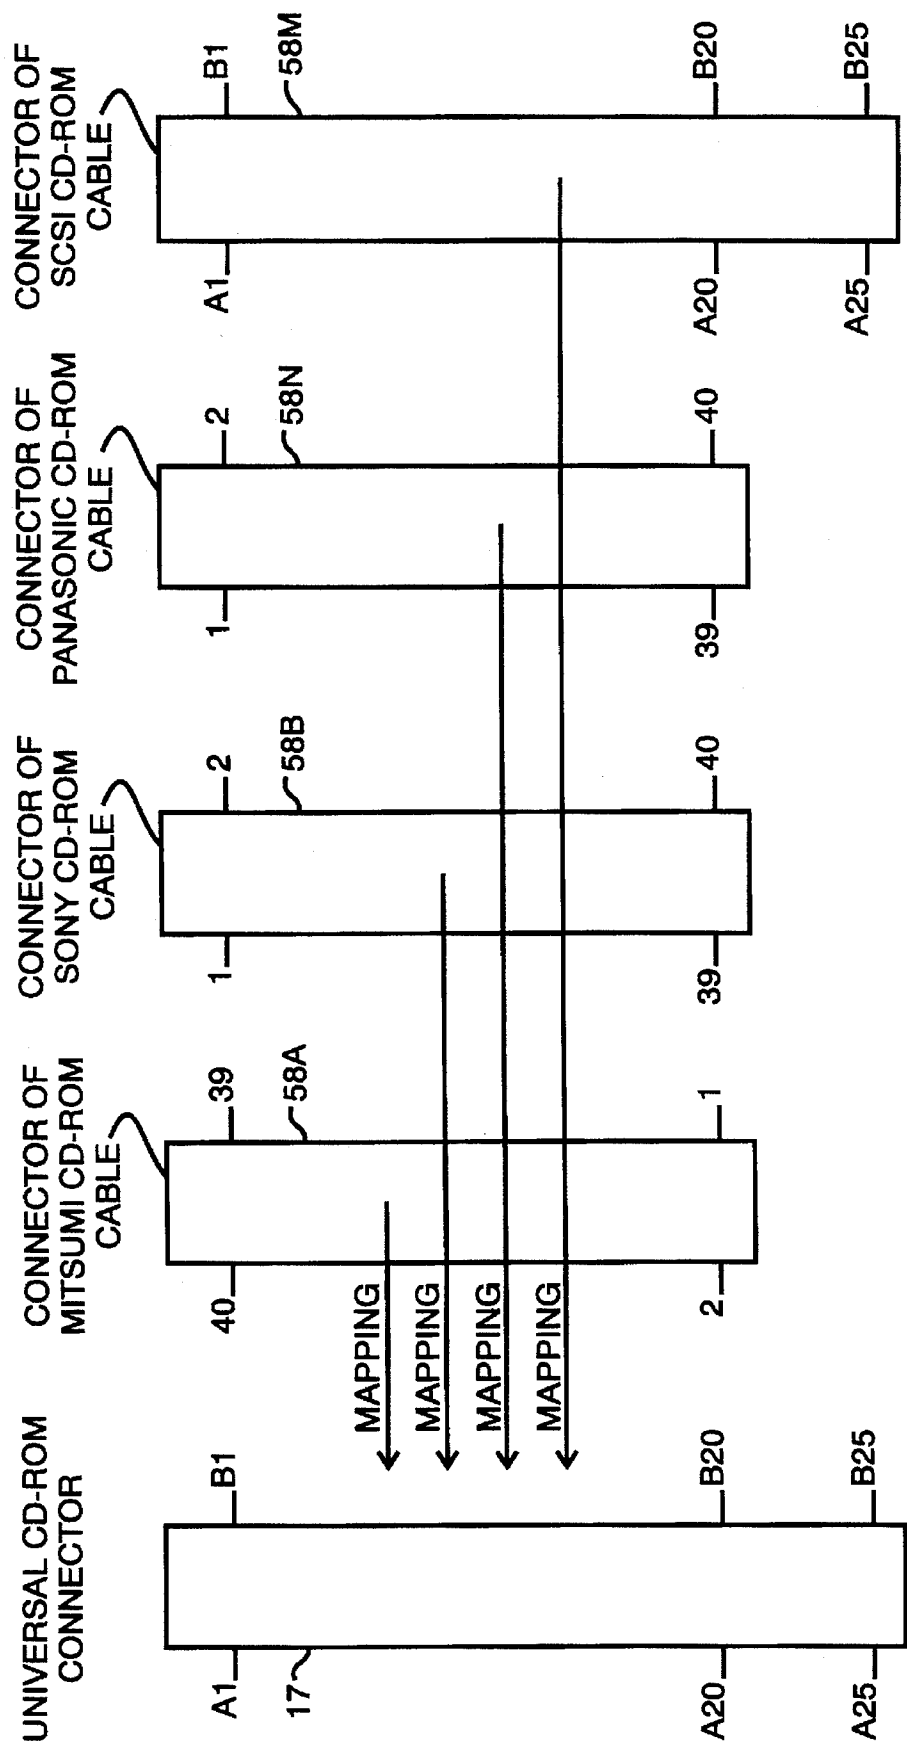 UNIVERSAL CD-ROM
CONNECTOR
A1
B1
17
A20
B20
A25
B25
MAPPING
MAPPING
MAPPING
MAPPING
CONNECTOR OF
MITSUMI CD-ROM
CABLE
40
39
58A
2
1
CONNECTOR OF
SONY CD-ROM
CABLE
1
2
58B
39
40
CONNECTOR OF
PANASONIC CD-ROM
CABLE
1
2
58N
39
40
CONNECTOR OF
SCSI CD-ROM
CABLE
A1
B1
58M
A20
B20
A25
B25